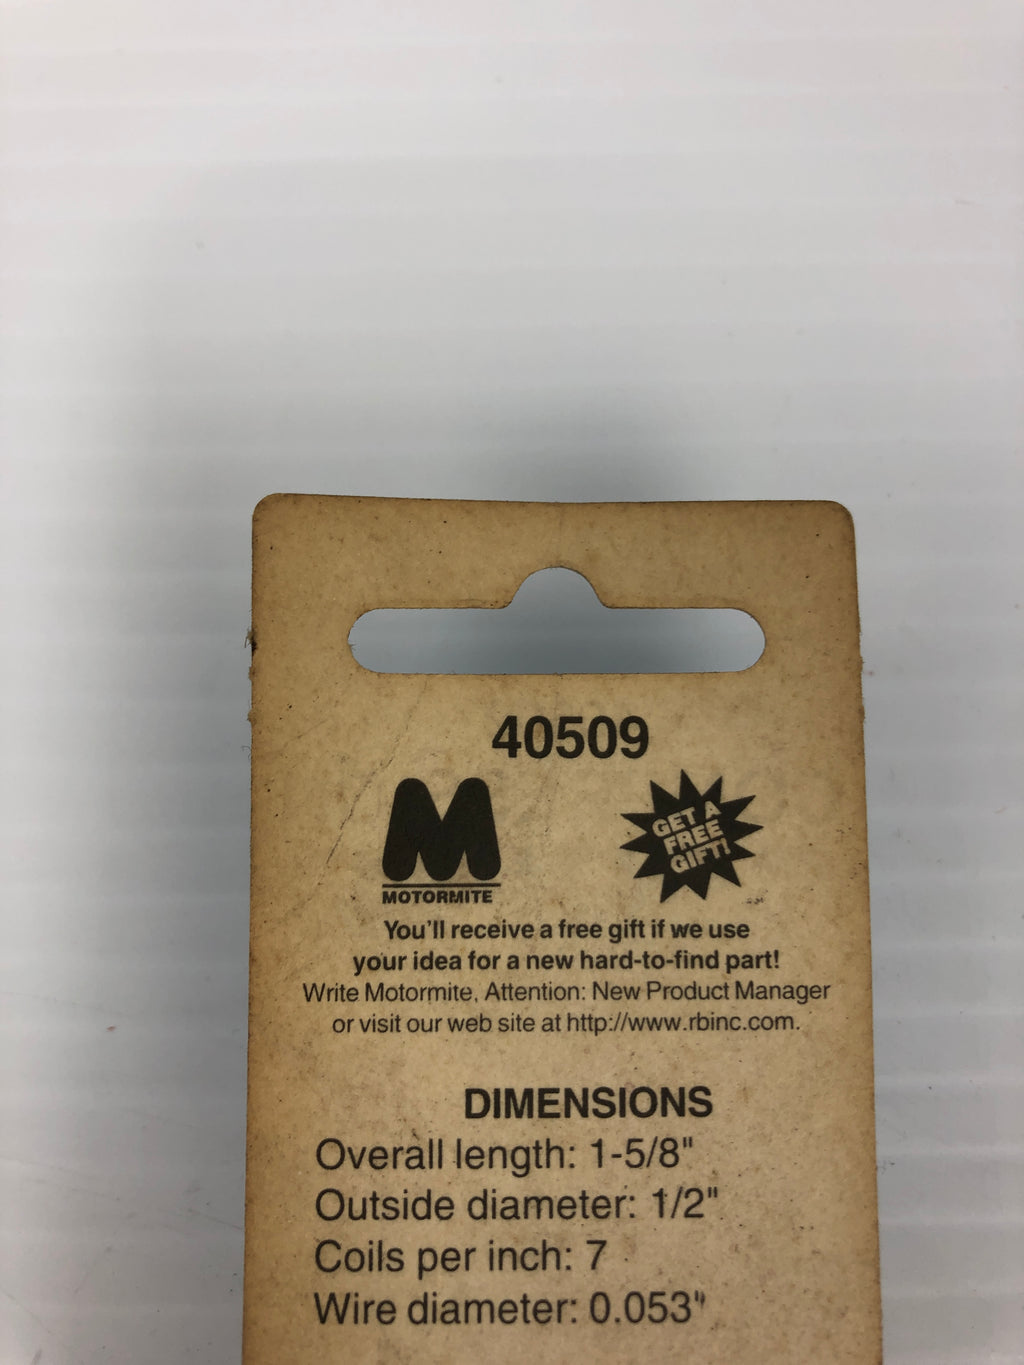 40509
MOTORMITE
GET A
FREE
GIFT!
You'll receive a free gift if we use
your idea for a new hard-to-find part!
Write Motormite, Attention: New Product Manager
or visit our web site at http://www.rbinc.com.
DIMENSIONS
Overall length: 1-5/8"
Outside diameter: 1/2"
Coils per inch: 7
Wire diameter: 0.053"